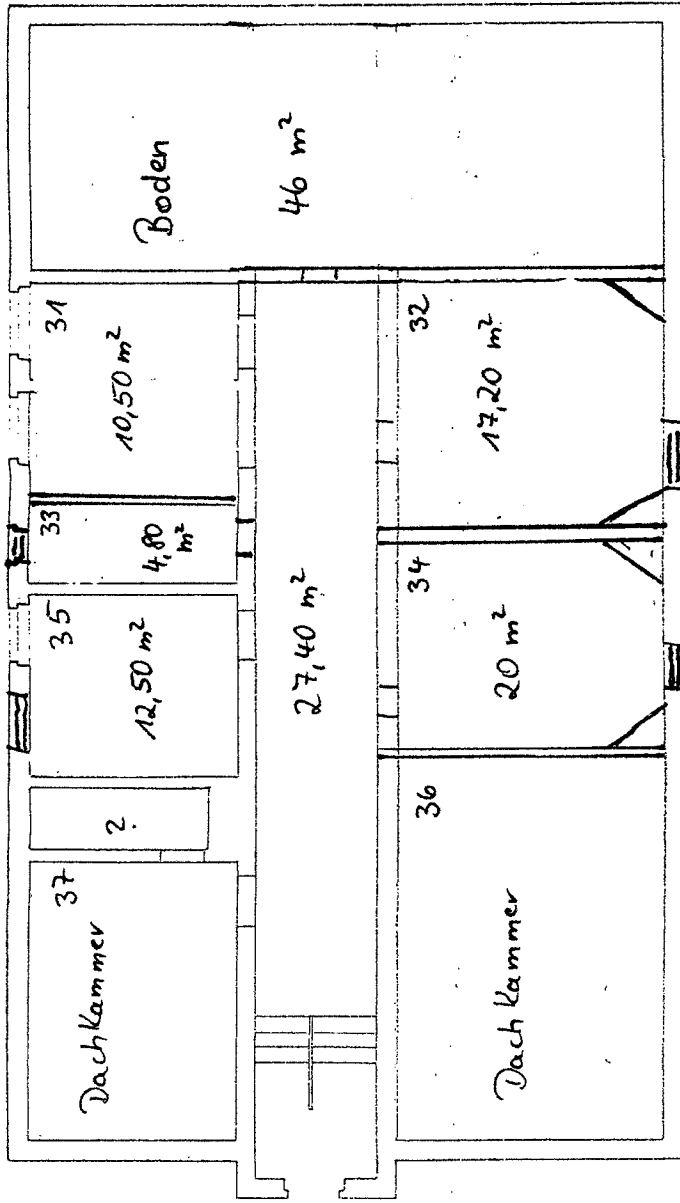 Dachkammer
37
2.
35
12,50 m²
33
4,80
m²
31
10,50 m²
Boden
46 m²
27,40 m²
Dachkammer
36
34
20 m²
32
17,20 m²